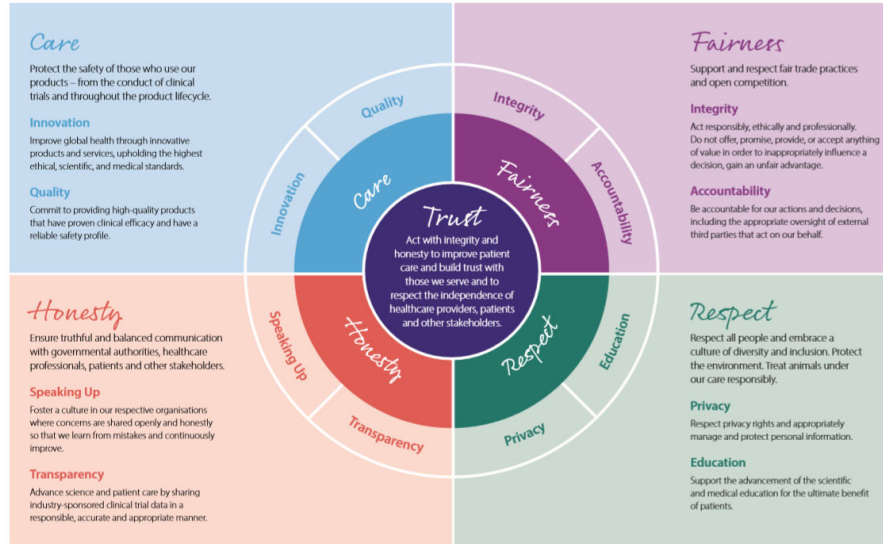 Care
Protect the safety of those who use our
products – from the conduct of clinical
trials and throughout the product lifecycle.
Innovation
Improve global health through innovative
products and services, upholding the highest
ethical, scientific, and medical standards.
Quality
Commit to providing high-quality products
that have proven clinical efficacy and have a
reliable safety profile.
Fairness
Support and respect fair trade practices
and open competition.
Integrity
Act responsibly, ethically and professionally.
Do not offer, promise, provide, or accept anything
of value in order to inappropriately influence a
decision, gain an unfair advantage.
Accountability
Be accountable for our actions and decisions,
including the appropriate oversight of external
third parties that act on our behalf.
Innovation
Quality
Integrity
Accountability
Care
Fairness
Trust
Act with integrity and
honesty to improve patient
care and build trust with
those we serve and to
respect the independence of
healthcare providers, patients
and other stakeholders.
Honesty
Respect
Speaking Up
Transparency
Privacy
Education
Honesty
Ensure truthful and balanced communication
with governmental authorities, healthcare
professionals, patients and other stakeholders.
Speaking Up
Foster a culture in our respective organisations
where concerns are shared openly and honestly
so that we learn from mistakes and continuously
improve.
Transparency
Advance science and patient care by sharing
industry-sponsored clinical trial data in a
responsible, accurate and appropriate manner.
Respect
Respect all people and embrace a
culture of diversity and inclusion. Protect
the environment. Treat animals under
our care responsibly.
Privacy
Respect privacy rights and appropriately
manage and protect personal information.
Education
Support the advancement of the scientific
and medical education for the ultimate benefit
of patients.